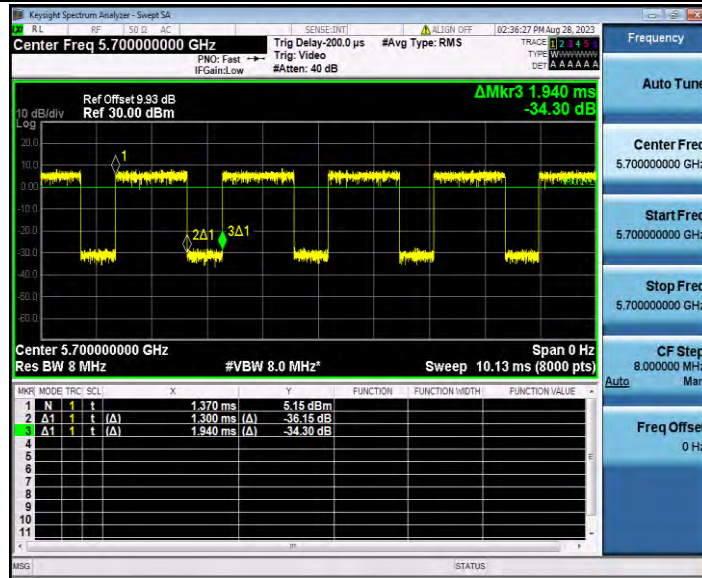 Keysight Spectrum Analyzer - Swept SA
RL RF 50 Ω AC SENSE:INT ALIGN OFF 02:36:27 PM Aug 28, 2023
Center Freq 5.700000000 GHz
PNO: Fast
IFGain:Low
Trig Delay-200.0 µs
Trig: Video
#Atten: 40 dB
#Avg Type: RMS
TRACE 1 2 3 4 5 6
TYPE W
DET A A A A A A
Ref Offset 9.93 dB
10 dB/div Ref 30.00 dBm
Log
ΔMkr3 1.940 ms
-34.30 dB
20.0
10.0
0.00
-10.0
-20.0
-30.0
-40.0
-50.0
-60.0
1
2Δ1
3Δ1
Center 5.700000000 GHz Span 0 Hz
Res BW 8 MHz #VBW 8.0 MHz* Sweep 10.13 ms (8000 pts)
MKR MODE TRC SCL X Y FUNCTION FUNCTION WIDTH FUNCTION VALUE
1 N 1 t 1.370 ms 5.15 dBm
2 Δ1 1 t (Δ) 1.300 ms (Δ) -36.15 dB
3 Δ1 1 t (Δ) 1.940 ms (Δ) -34.30 dB
4
5
6
7
8
9
10
11
MSG STATUS
Frequency
Auto Tune
Center Freq
5.700000000 GHz
Start Freq
5.700000000 GHz
Stop Freq
5.700000000 GHz
CF Step
8.000000 MHz
Auto Man
Freq Offset
0 Hz